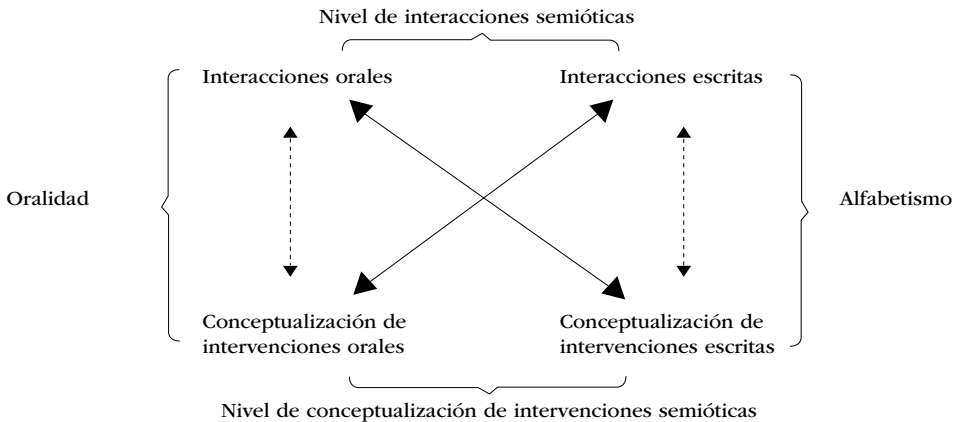 Nivel de interacciones semióticas
Interacciones orales
Interacciones escritas
Oralidad
Alfabetismo
Conceptualización de
intervenciones orales
Conceptualización de
intervenciones escritas
Nivel de conceptualización de intervenciones semióticas